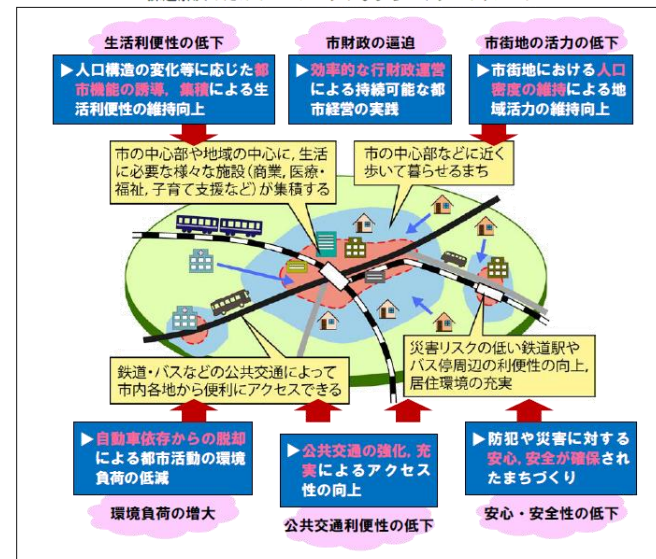 生活利便性の低下
市財政の逼迫
市街地の活力の低下
▶人口構造の変化等に応じた都
市機能の誘導，集積による生
活利便性の維持向上
▶効率的な行財政運営
による持続可能な都
市経営の実践
▶市街地における人口
密度の維持による地
域活力の維持向上
市の中心部や地域の中心に，生活
に必要な様々な施設（商業，医療・
福祉，子育て支援など）が集積する
市の中心部などに近く
歩いて暮らせるまち
鉄道・バスなどの公共交通によって
市内各地から便利にアクセスできる
災害リスクの低い鉄道駅や
バス停周辺の利便性の向上，
居住環境の充実
▶自動車依存からの脱却
による都市活動の環境
負荷の低減
▶公共交通の強化，充
実によるアクセス
性の向上
▶防犯や災害に対する
安心，安全が確保され
たまちづくり
環境負荷の増大
公共交通利便性の低下
安心・安全性の低下